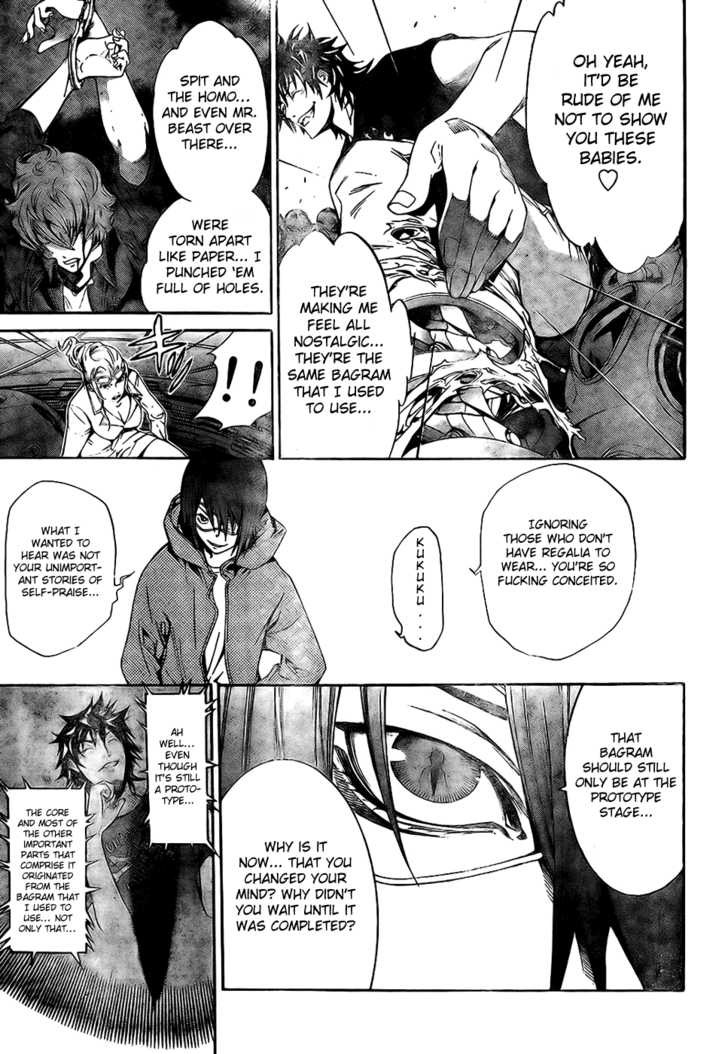 OH YEAH,
IT'D BE
RUDE OF ME
NOT TO SHOW
YOU THESE
BABIES.
♡
THEY'RE
MAKING ME
FEEL ALL
NOSTALGIC...
THEY'RE THE
SAME BAGRAM
THAT I USED
TO USE...
SPIT AND
THE HOMO...
AND EVEN MR.
BEAST OVER
THERE...
WERE
TORN APART
LIKE PAPER... I
PUNCHED 'EM
FULL OF HOLES.
!!
キッ
IGNORING
THOSE WHO DON'T
HAVE REGALIA TO
WEAR... YOU'RE SO
FUCKING CONCEITED.
KUKUKU...
WHAT I
WANTED TO
HEAR WAS NOT
YOUR UNIMPORT-
ANT STORIES OF
SELF-PRAISE...
THAT
BAGRAM
SHOULD STILL
ONLY BE AT THE
PROTOTYPE
STAGE...
WHY IS IT
NOW... THAT YOU
CHANGED YOUR
MIND? WHY DIDN'T
YOU WAIT UNTIL IT
WAS COMPLETED?
AH
WELL...
EVEN
THOUGH
IT'S STILL
A PROTO-
TYPE...
THE CORE
AND MOST OF
THE OTHER
IMPORTANT
PARTS THAT
COMPRISE IT
ORIGINATED
FROM THE
BAGRAM THAT
I USED TO
USE... NOT
ONLY THAT...